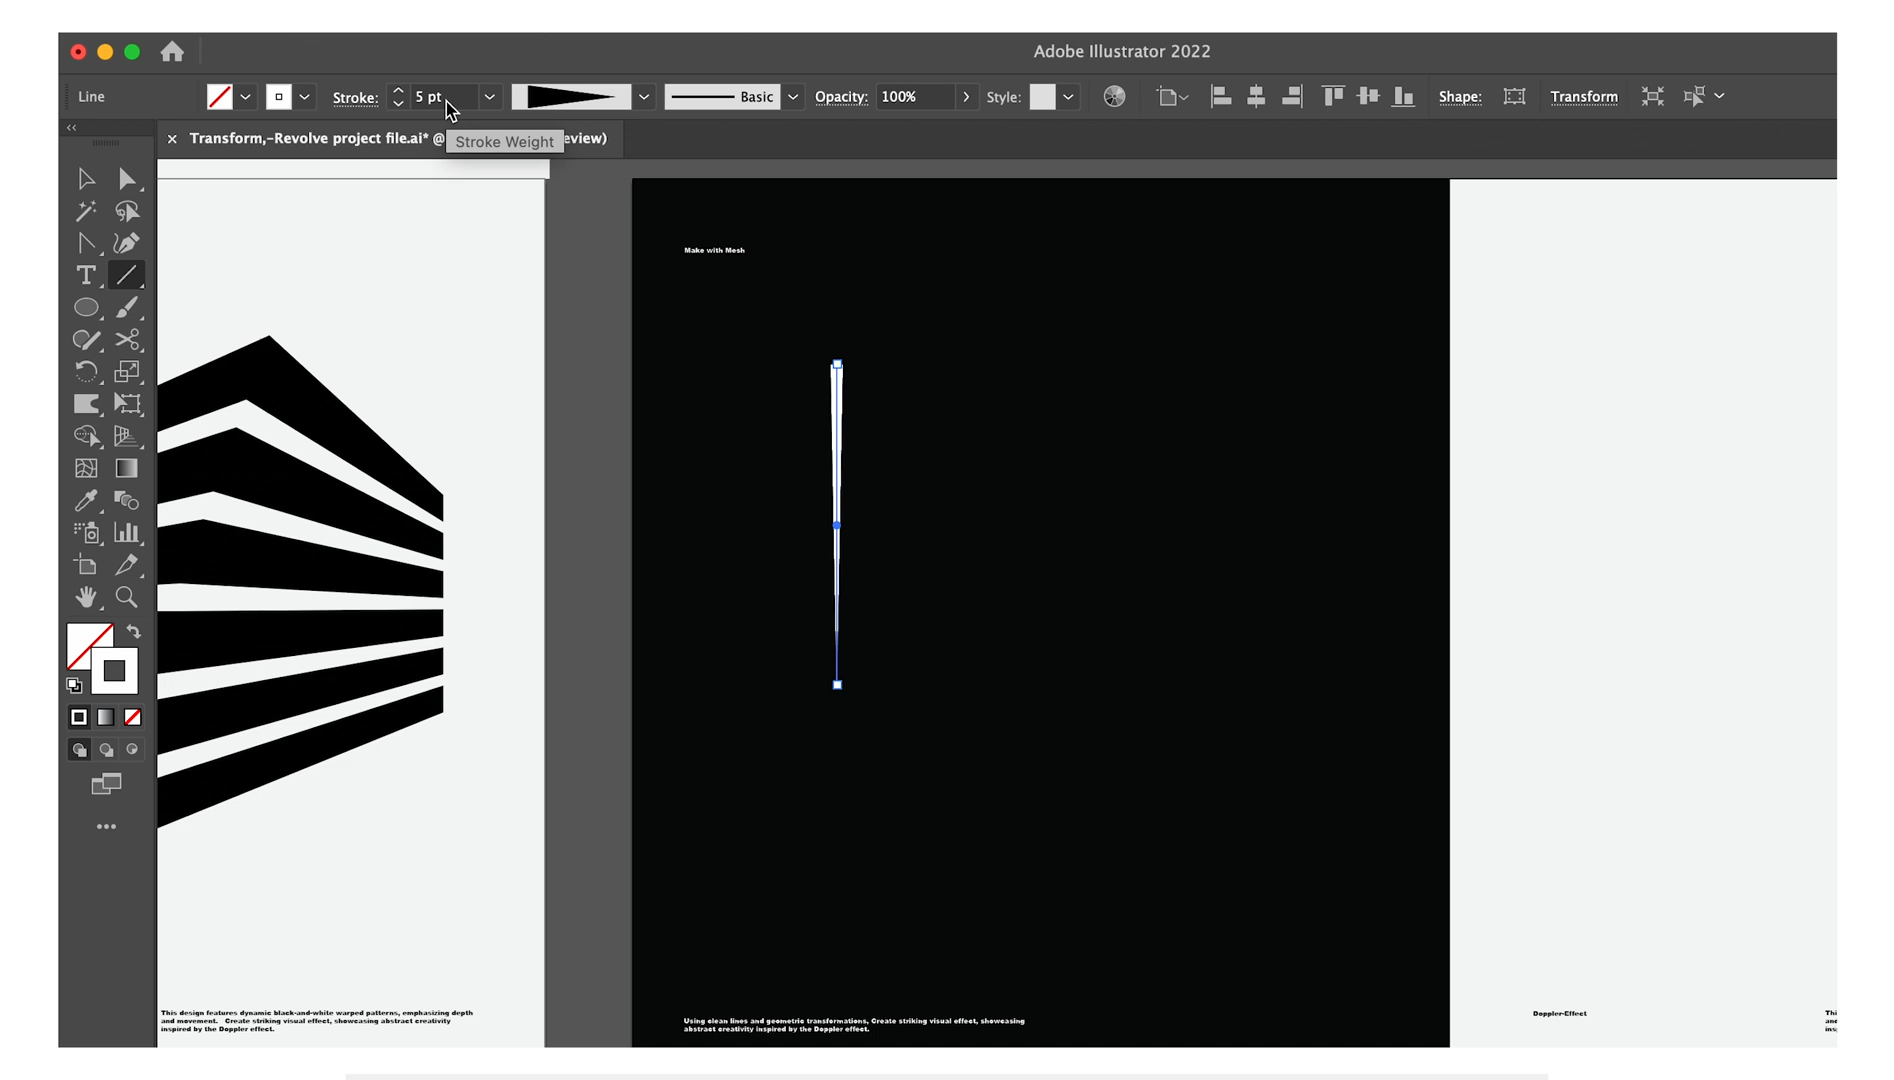 Adobe Illustrator 2022
Line
Stroke:
5 pt
Basic
Opacity:
100%
Style:
Shape:
Transform
× Transform,-Revolve project file.ai* @
Stroke Weight
eview)
Make with Mesh
This design features dynamic black-and-white warped patterns, emphasizing depth
and movement. Create striking visual effect, showcasing abstract creativity
inspired by the Doppler effect.
Using clean lines and geometric transformations, Create striking visual effect, showcasing
abstract creativity inspired by the Doppler effect.
Doppler-Effect